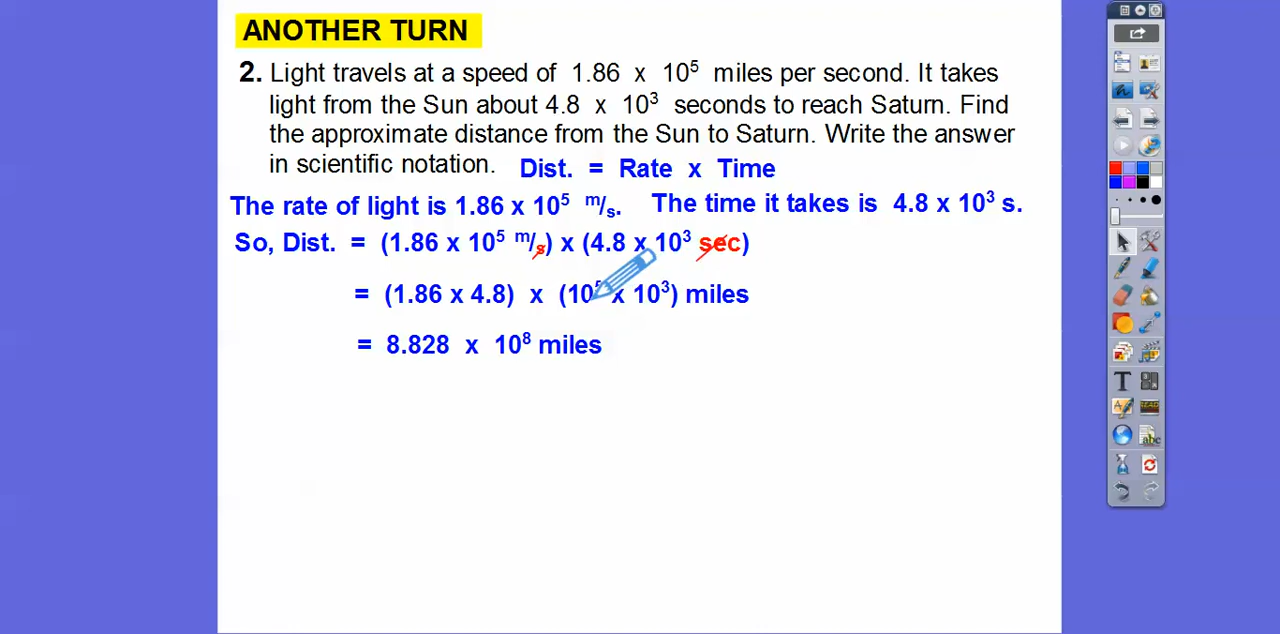 ANOTHER TURN
2. Light travels at a speed of 1.86 x 10⁵ miles per second. It takes
light from the Sun about 4.8 x 10³ seconds to reach Saturn. Find
the approximate distance from the Sun to Saturn. Write the answer
in scientific notation. Dist. = Rate x Time
The rate of light is 1.86 x 10⁵ m/s. The time it takes is 4.8 x 10³ s.
So, Dist. = (1.86 x 10⁵ m/s) x (4.8 x 10³ sec)
= (1.86 x 4.8) x (10⁵ x 10³) miles
= 8.828 x 10⁸ miles